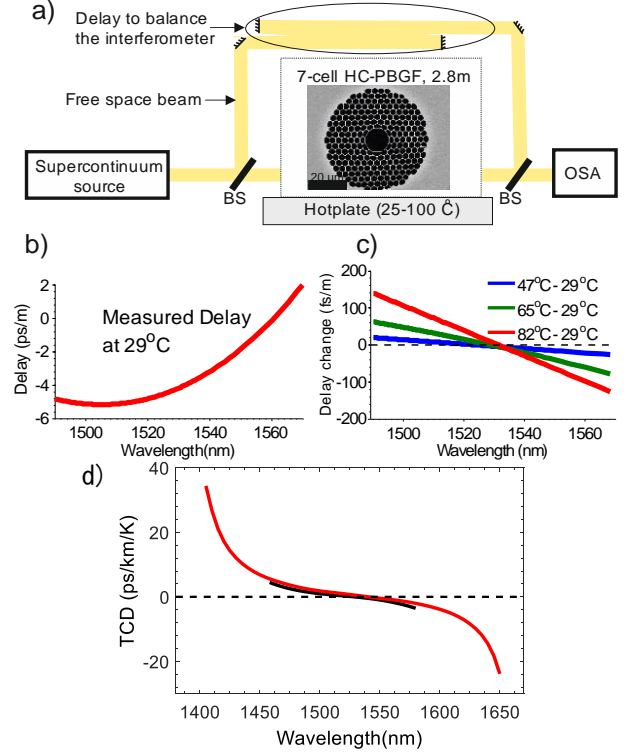 a)
Delay to balance
the interferometer
Free space beam
7-cell HC-PBGF, 2.8m
20 um
Supercontinuum
source
BS
BS
OSA
Hotplate (25-100 C)
b)
Delay (ps/m)
2
0
-2
-4
-6
Measured Delay
at 29°C
1500
1520
1540
1560
Wavelength(nm)
c)
Delay change (fs/m)
200
100
0
-100
-200
47°C- 29°C
65°C- 29°C
82°C- 29°C
1500
1520
1540
1560
Wavelength (nm)
d)
TCD (ps/km/K)
40
20
0
-20
1400
1450
1500
1550
1600
1650
Wavelength(nm)